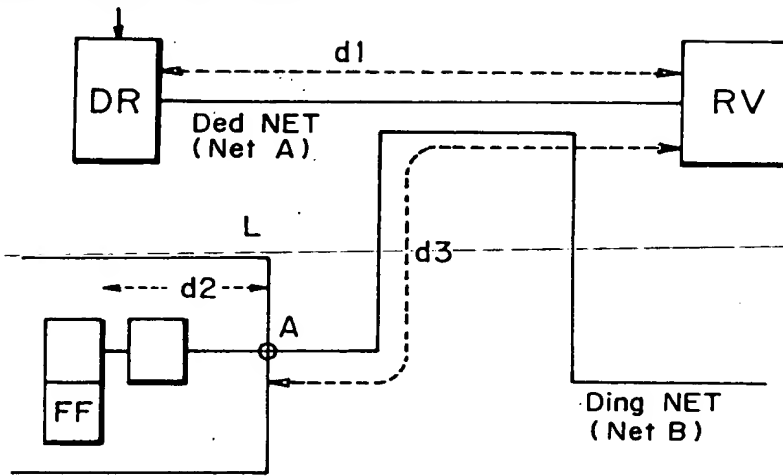 d1
DR
RV
Ded NET
(Net A)
L
d3
d2
A
FF
Ding NET
(Net B)